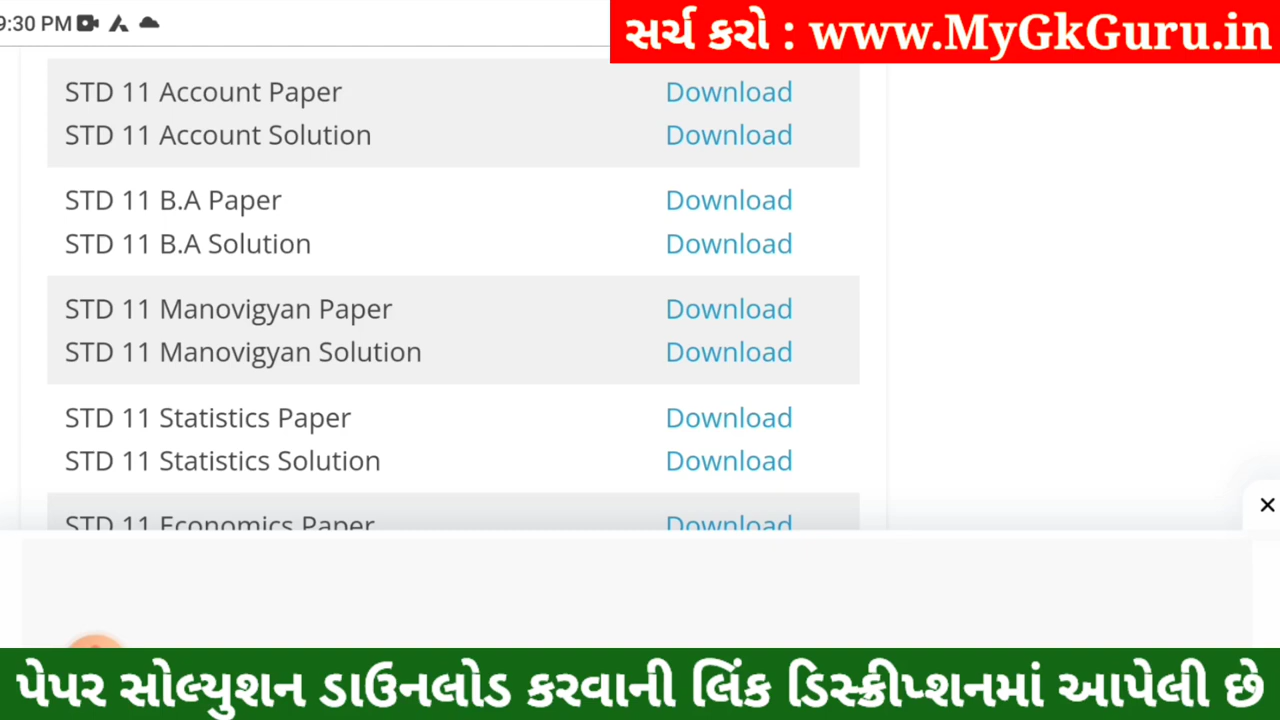 9:30 PM
સર્ચ કરો : www.MyGkGuru.in
STD 11 Account Paper Download
STD 11 Account Solution Download
STD 11 B.A Paper Download
STD 11 B.A Solution Download
STD 11 Manovigyan Paper Download
STD 11 Manovigyan Solution Download
STD 11 Statistics Paper Download
STD 11 Statistics Solution Download
STD 11 Economics Paper Download
પેપર સોલ્યુશન ડાઉનલોડ કરવાની લિંક ડિસ્ક્રીપ્શનમાં આપેલી છે